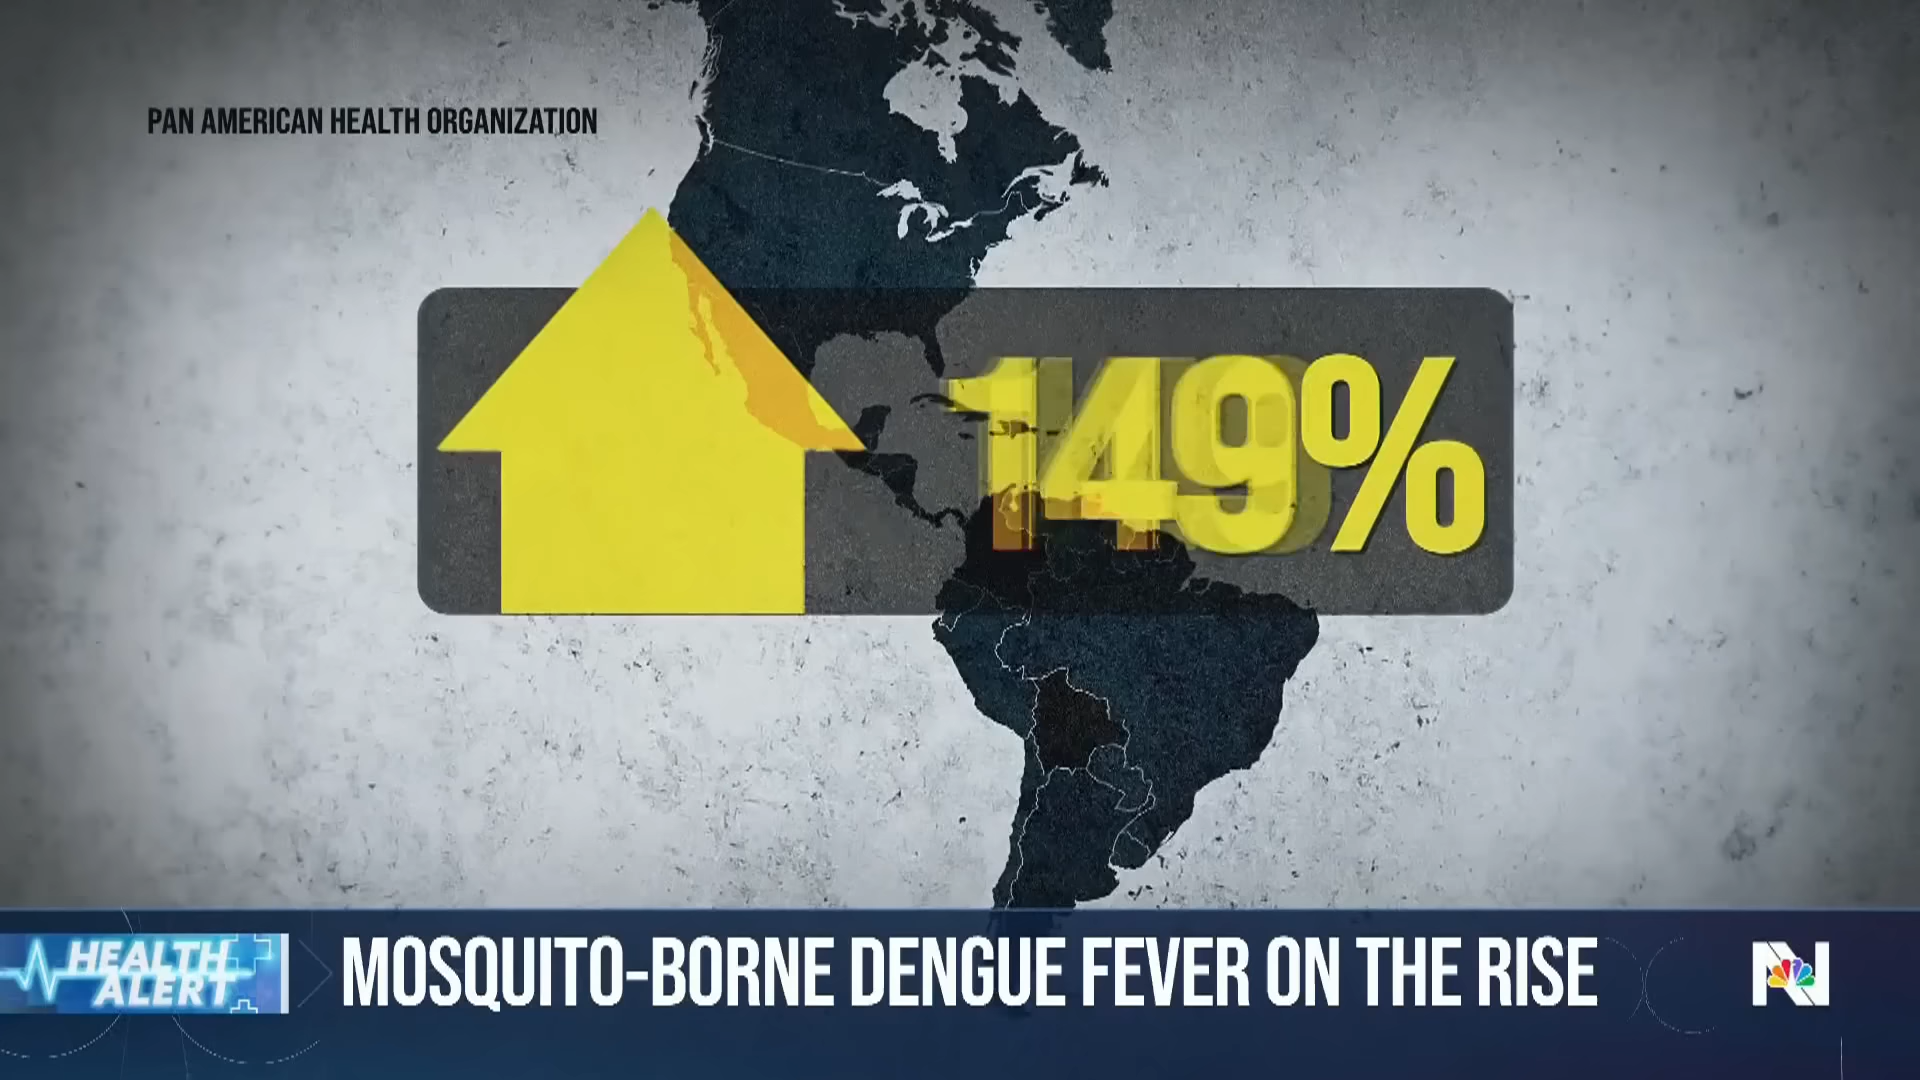 PAN AMERICAN HEALTH ORGANIZATION
149%
HEALTH
ALERT
MOSQUITO-BORNE DENGUE FEVER ON THE RISE